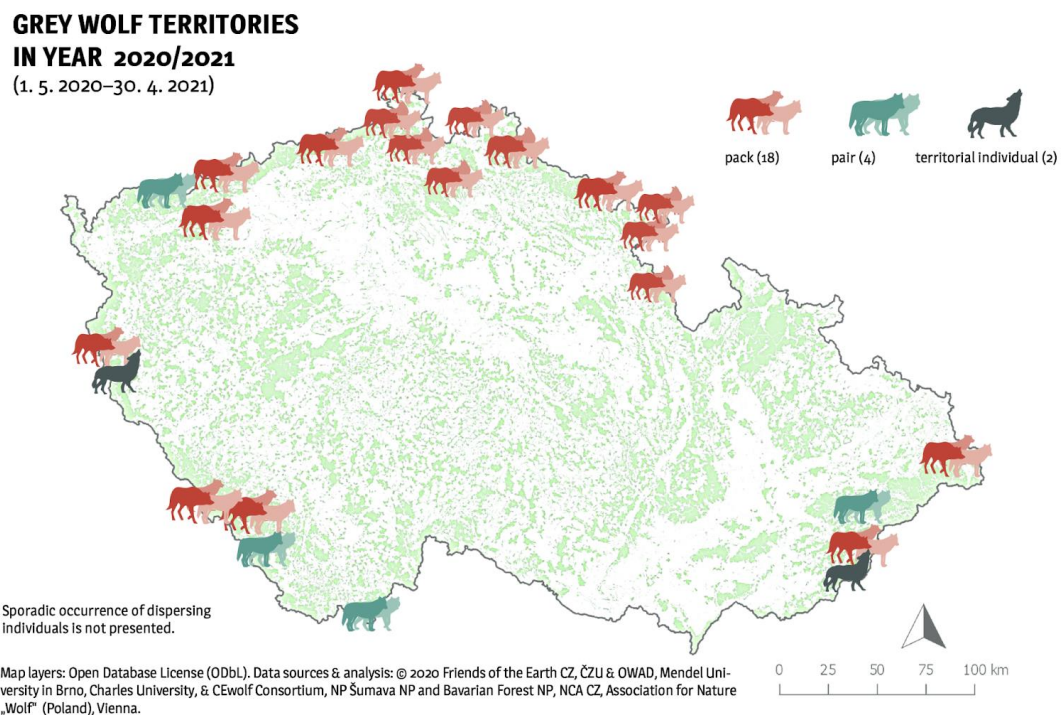 GREY WOLF TERRITORIES
IN YEAR 2020/2021
(1. 5. 2020–30. 4. 2021)
pack (18)
pair (4)
territorial individual (2)
Sporadic occurrence of dispersing
individuals is not presented.
0 25 50 75 100 km
Map layers: Open Database License (ODbL). Data sources & analysis: © 2020 Friends of the Earth CZ, ČZU & OWAD, Mendel Uni-
versity in Brno, Charles University, & CEwolf Consortium, NP Šumava NP and Bavarian Forest NP, NCA CZ, Association for Nature
„Wolf“ (Poland), Vienna.